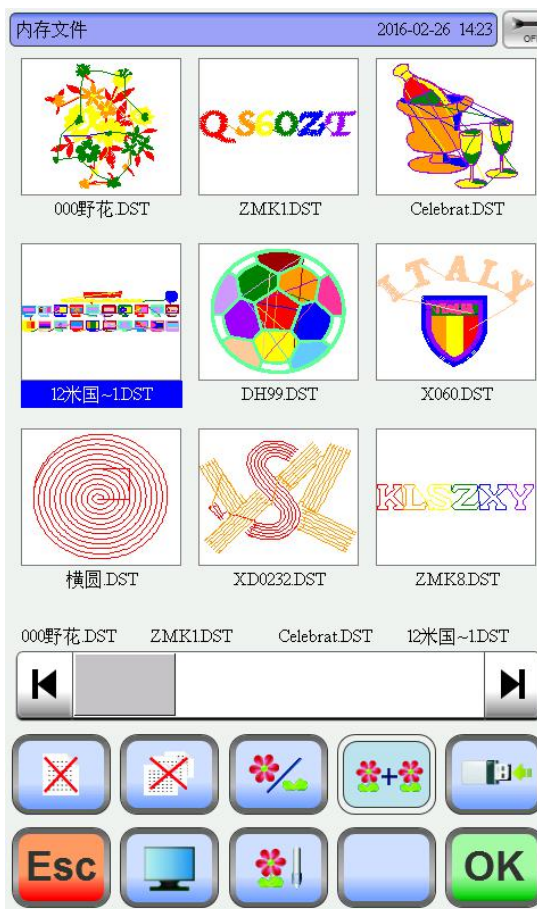 内存文件 2016-02-26 14:23
OFF
QS6OZT
000野花.DST ZMK1.DST Celebrat.DST
ITALY
12米国~1.DST DH99.DST X060.DST
S
KLSZXY
横圆.DST XD0232.DST ZMK8.DST
000野花.DST ZMK1.DST Celebrat.DST 12米国~1.DST
Esc OK